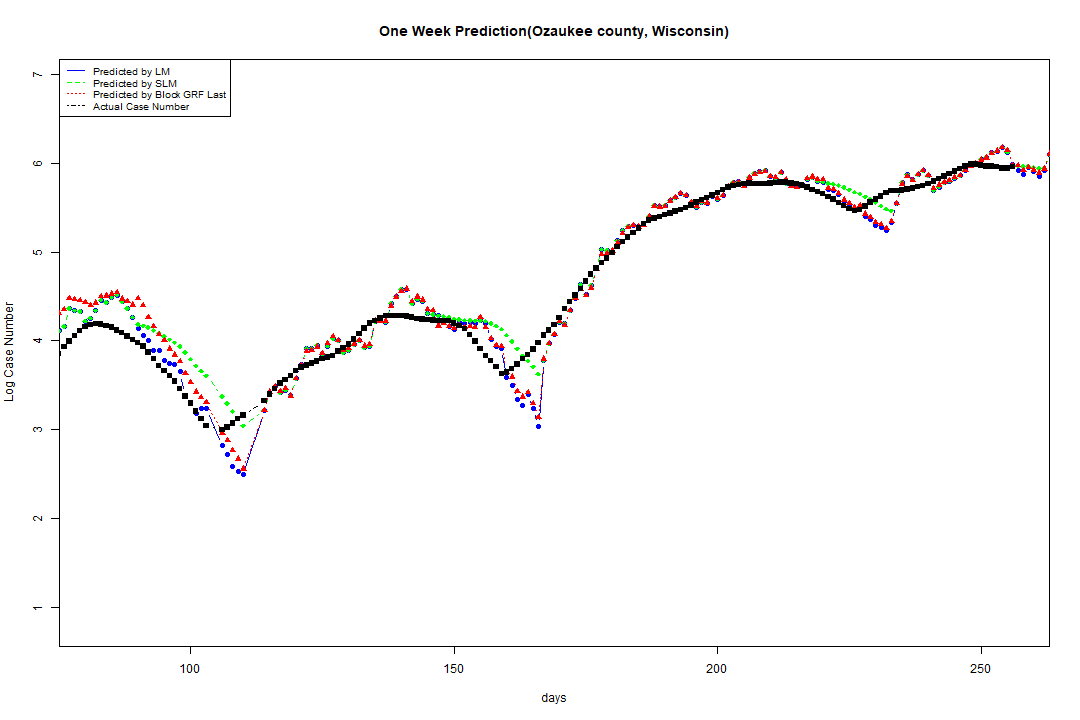 One Week Prediction(Ozaukee county, Wisconsin)
Predicted by LM
Predicted by SLM
Predicted by Block GRF Last
Actual Case Number
Log Case Number
7
6
5
4
3
2
1
100 150 200 250
days